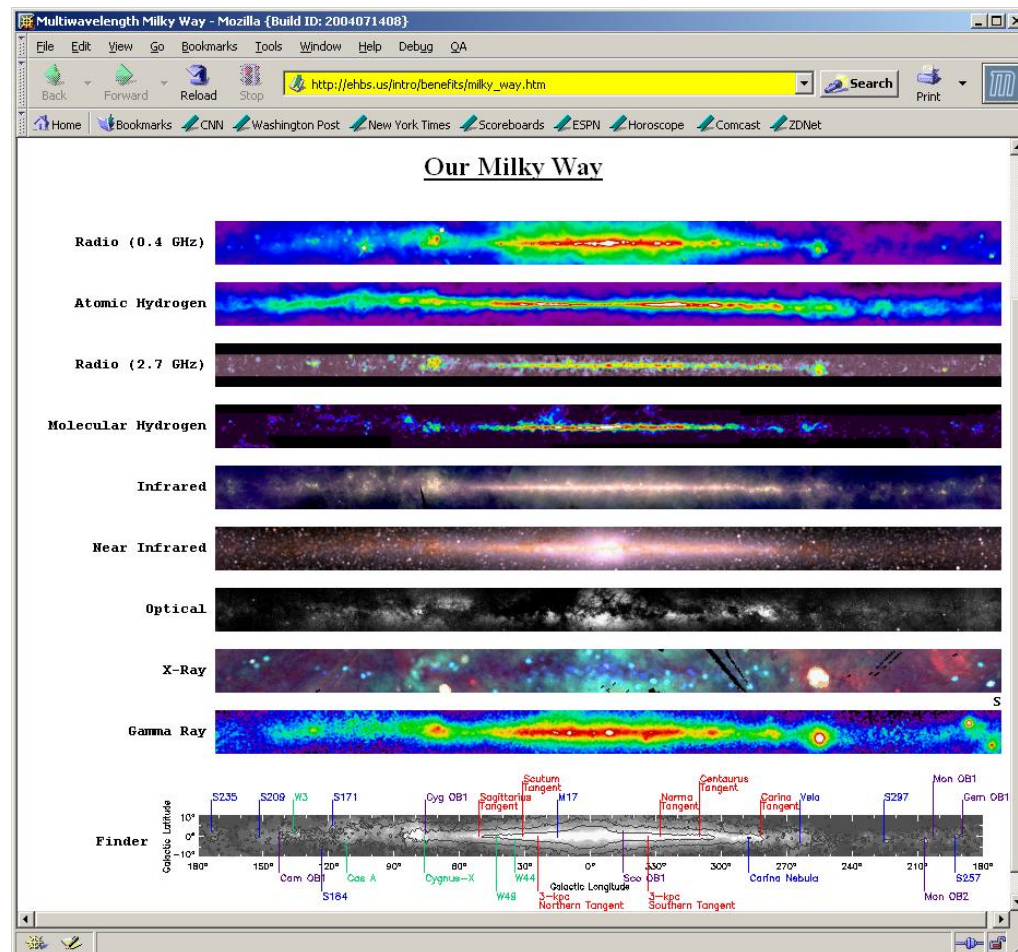 Multiwavelength Milky Way - Mozilla {Build ID: 2004071408}
File Edit View Go Bookmarks Tools Window Help Debug QA
Back Forward Reload Stop http://ehbs.us/intro/benefits/milky_way.htm Search Print
Home Bookmarks CNN Washington Post New York Times Scoreboards ESPN Horoscope Comcast ZDNet
Our Milky Way
Radio (0.4 GHz)
Atomic Hydrogen
Radio (2.7 GHz)
Molecular Hydrogen
Infrared
Near Infrared
Optical
X-Ray
S
Gamma Ray
Finder
Galactic Latitude
10°
0°
-10°
S235 S209 W3 S171 Cyg OB1 Sagittarius Tangent Scutum Tangent M17 Norma Tangent Centaurus Tangent Carina Tangent Vela S297 Mon OB1 Gem OB1
180° 150° 120° 90° 60° 30° 0° 330° 300° 270° 240° 210° 180°
Cam OB1 S184 Cas A Cygnus-X W49 W44 3-kpc Northern Tangent Sco OB1 3-kpc Southern Tangent Carina Nebula Mon OB2 S257
Galactic Longitude